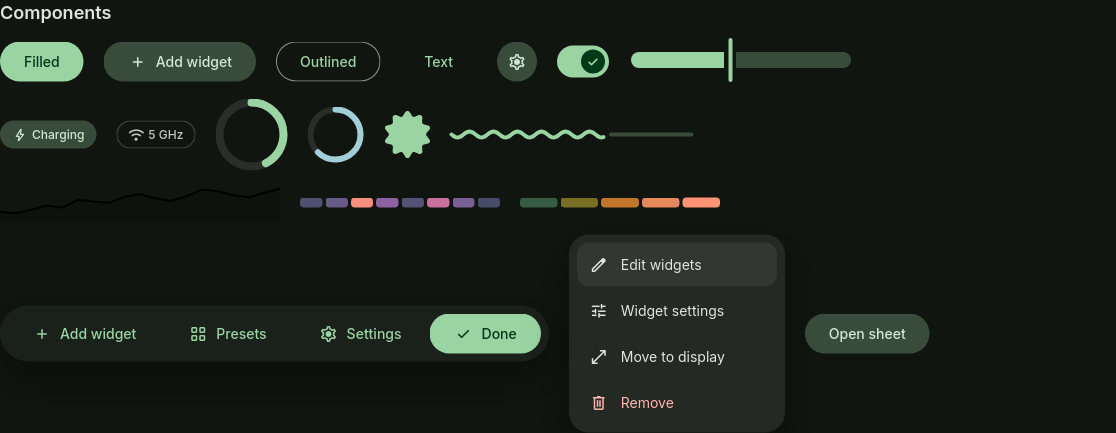 Components
Filled
Add widget
Outlined
Text
Charging
5 GHz
Edit widgets
Widget settings
Move to display
Remove
Add widget
Presets
Settings
Done
Open sheet